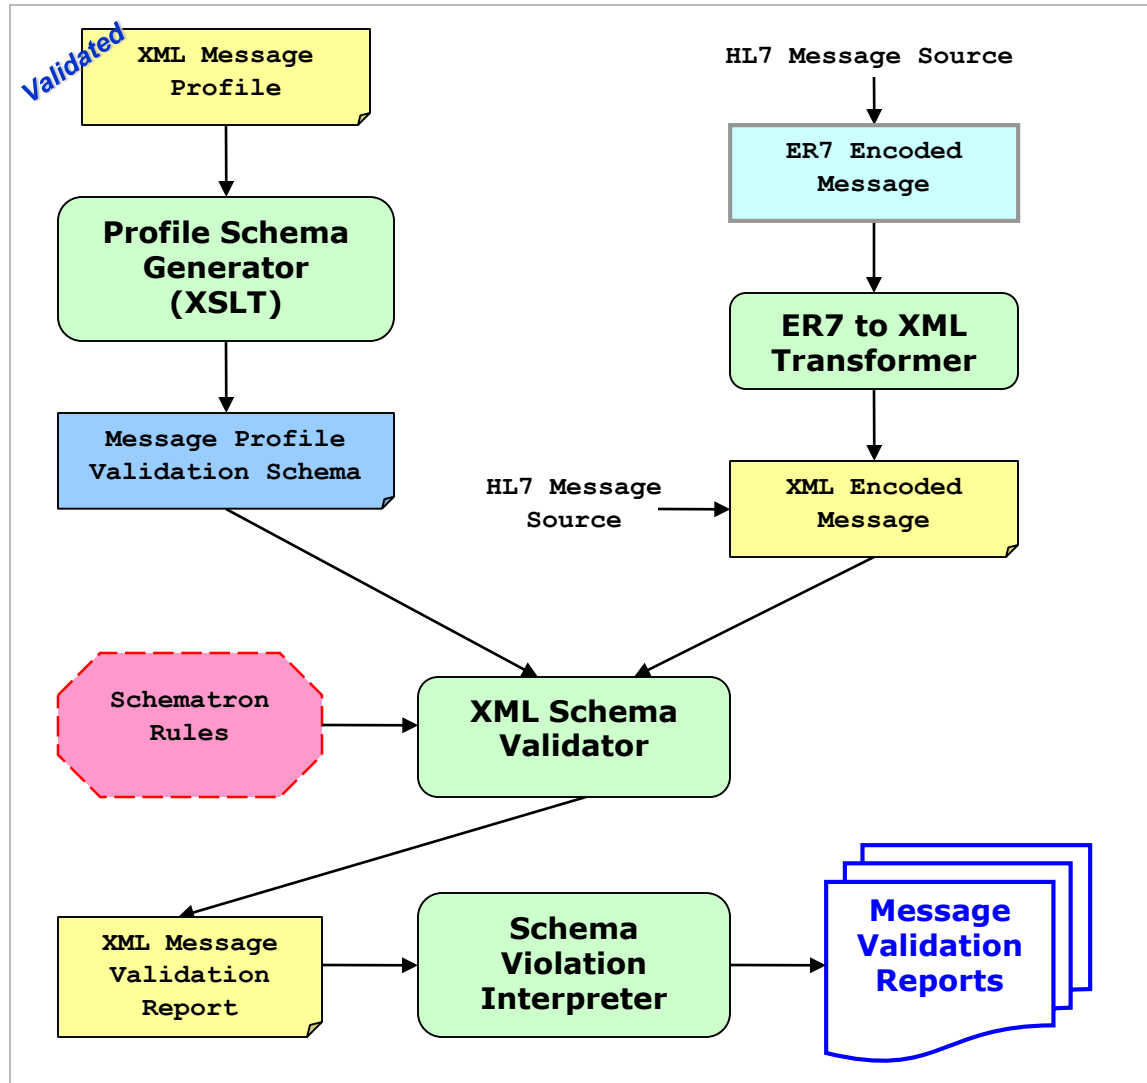 Validated
XML Message
Profile
HL7 Message Source
ER7 Encoded
Message
Profile Schema
Generator
(XSLT)
ER7 to XML
Transformer
Message Profile
Validation Schema
HL7 Message
Source
XML Encoded
Message
Schematron
Rules
XML Schema
Validator
XML Message
Validation
Report
Schema
Violation
Interpreter
Message
Validation
Reports